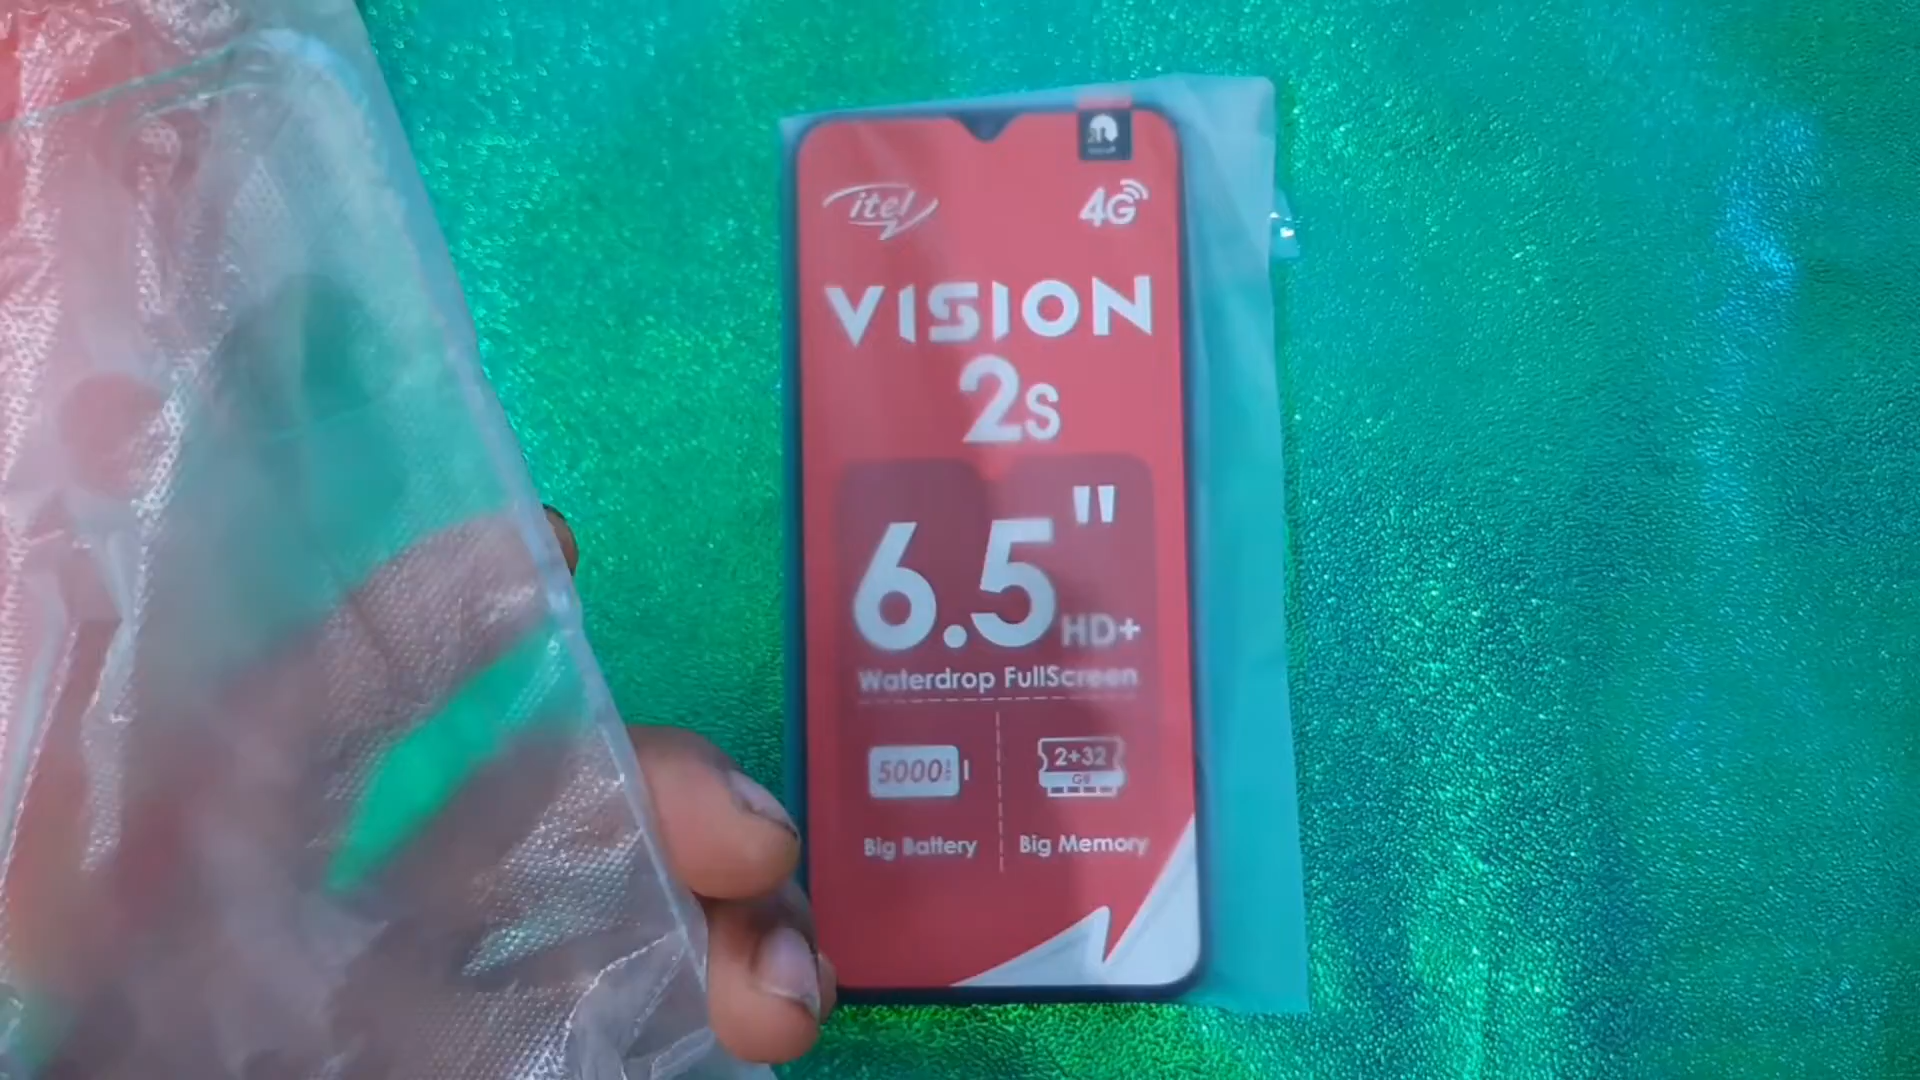 itel
4G
VISION
2S
6.5"
HD+
Waterdrop FullScreen
5000
2+32
GB
Big Battery
Big Memory